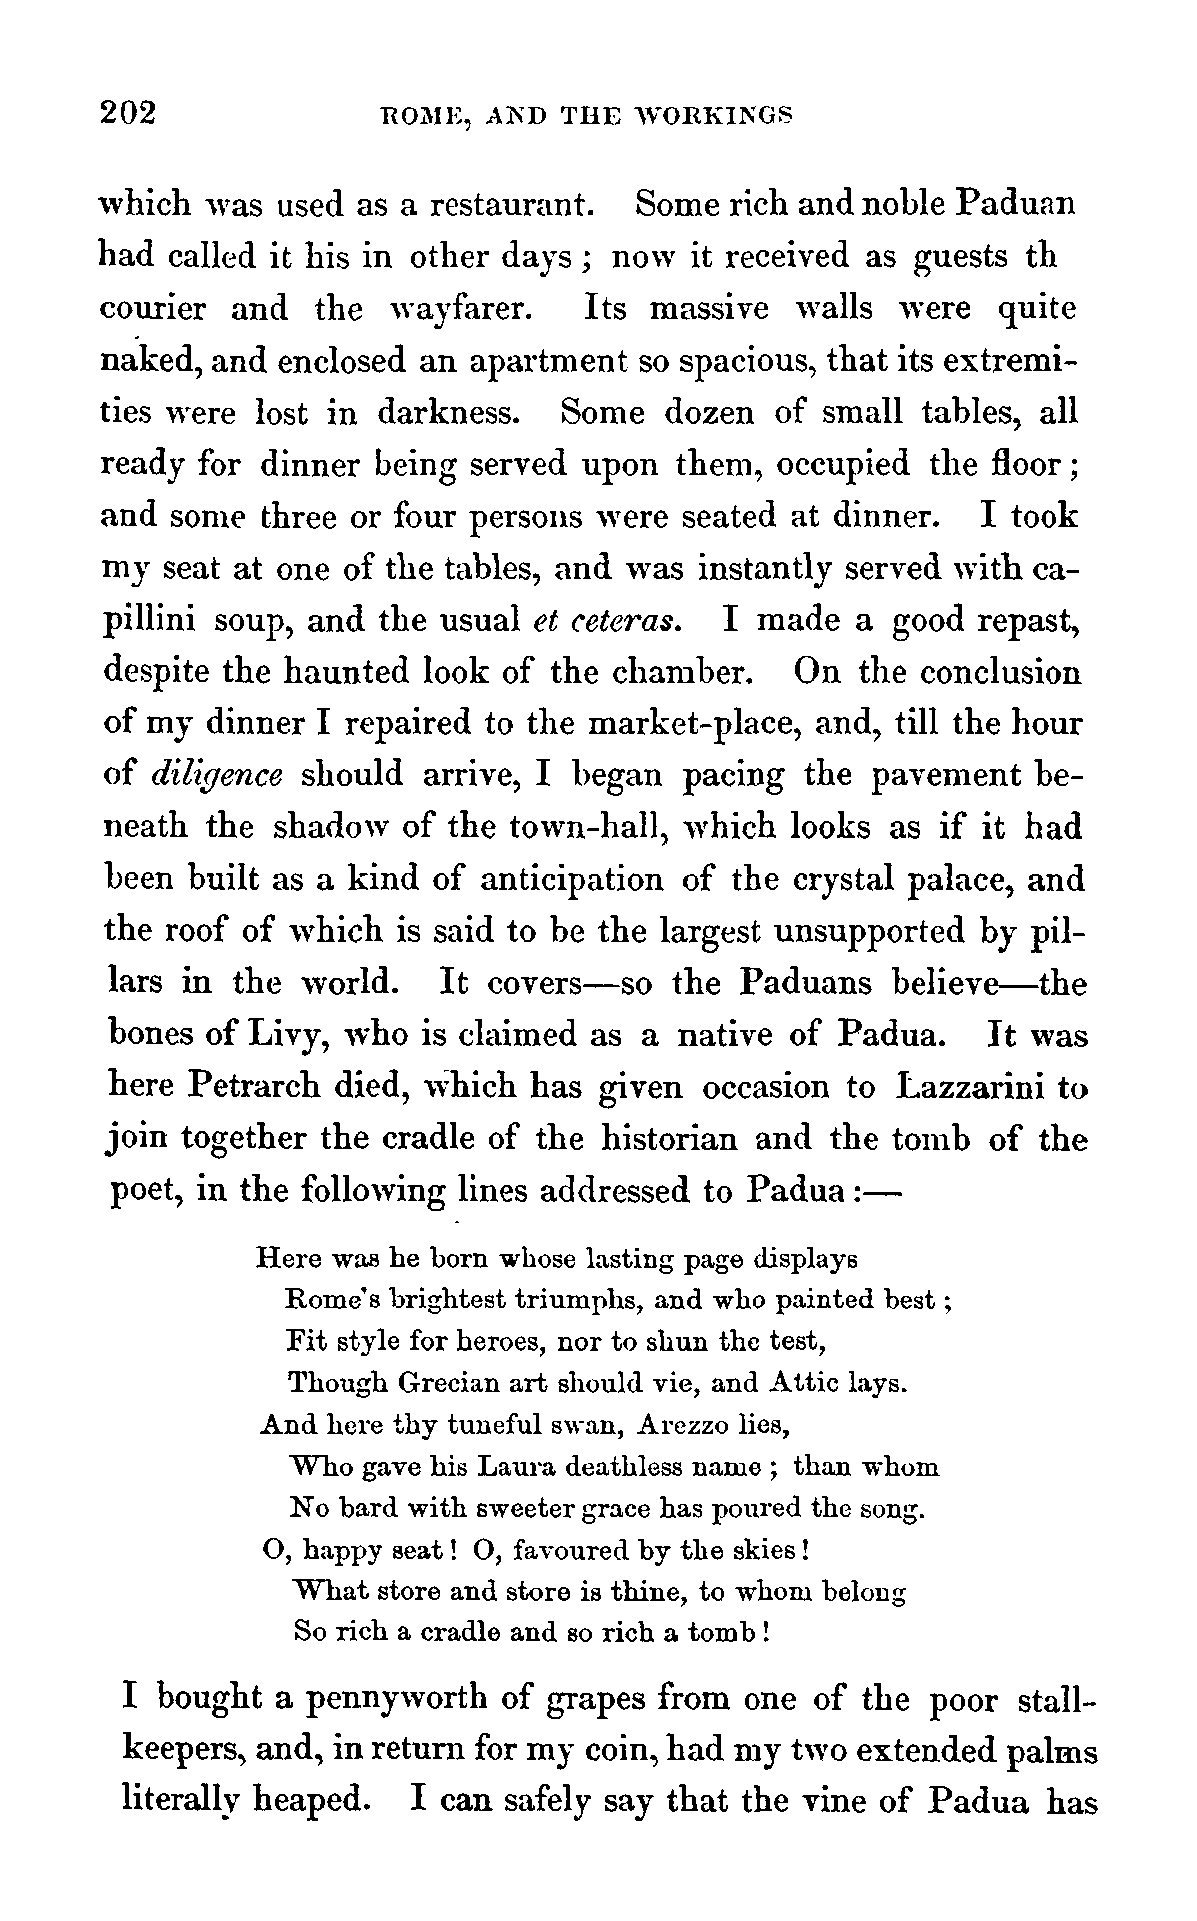 202 ROME, AND THE WORKINGS
which was used as a restaurant. Some rich and noble Paduan
had called it his in other days ; now it received as guests th
courier and the wayfarer. Its massive walls were quite
naked, and enclosed an apartment so spacious, that its extremi-
ties were lost in darkness. Some dozen of small tables, all
ready for dinner being served upon them, occupied the floor ;
and some three or four persons were seated at dinner. I took
my seat at one of the tables, and was instantly served with ca-
pillini soup, and the usual et ceteras. I made a good repast,
despite the haunted look of the chamber. On the conclusion
of my dinner I repaired to the market-place, and, till the hour
of diligence should arrive, I began pacing the pavement be-
neath the shadow of the town-hall, which looks as if it had
been built as a kind of anticipation of the crystal palace, and
the roof of which is said to be the largest unsupported by pil-
lars in the world. It covers—so the Paduans believe—the
bones of Livy, who is claimed as a native of Padua. It was
here Petrarch died, which has given occasion to Lazzarini to
join together the cradle of the historian and the tomb of the
poet, in the following lines addressed to Padua :—
Here was he born whose lasting page displays
Rome's brightest triumphs, and who painted best ;
Fit style for heroes, nor to shun the test,
Though Grecian art should vie, and Attic lays.
And here thy tuneful swan, Arezzo lies,
Who gave his Laura deathless name ; than whom
No bard with sweeter grace has poured the song.
O, happy seat ! O, favoured by the skies !
What store and store is thine, to whom belong
So rich a cradle and so rich a tomb !
I bought a pennyworth of grapes from one of the poor stall-
keepers, and, in return for my coin, had my two extended palms
literally heaped. I can safely say that the vine of Padua has